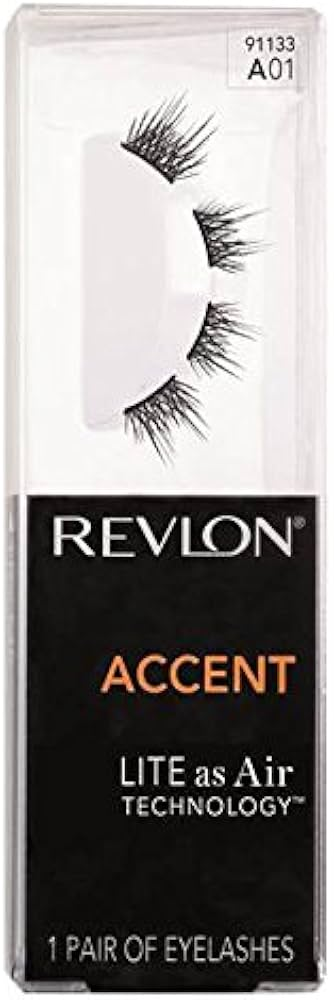 91133
A01
REVLON®
ACCENT
LITE as Air
TECHNOLOGY™
1 PAIR OF EYELASHES